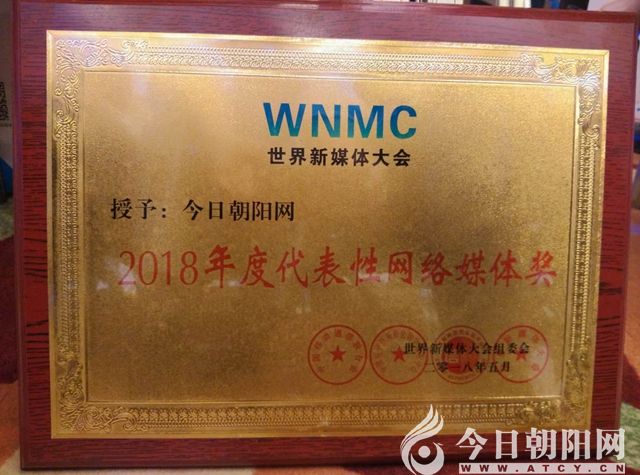 WNMC
世界新媒体大会
授予：今日朝阳网
2018年度代表性网络媒体奖
世界新媒体大会组委会
二零一八年五月
今日朝阳网
WWW.ATCY.CN